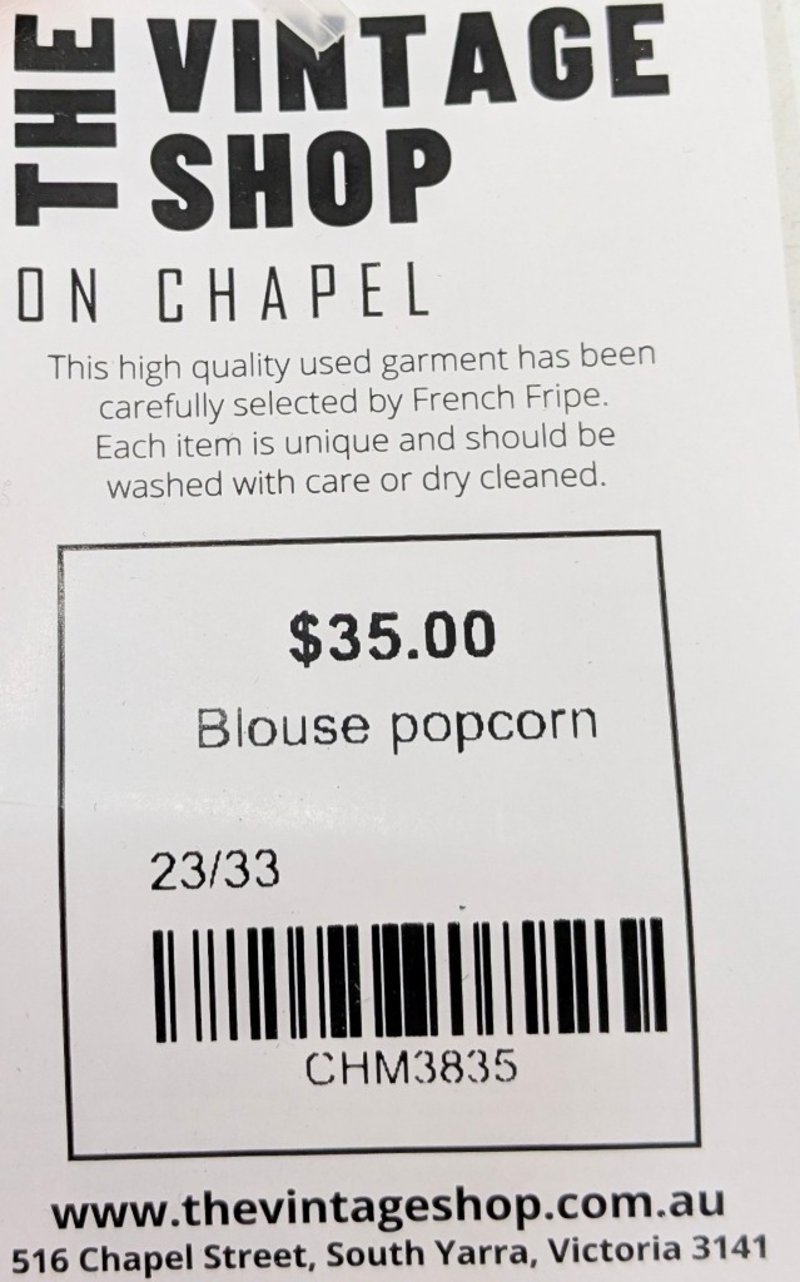 THE VINTAGE
SHOP
ON CHAPEL
This high quality used garment has been
carefully selected by French Fripe.
Each item is unique and should be
washed with care or dry cleaned.
$35.00
Blouse popcorn
23/33
CHM3835
www.thevintageshop.com.au
516 Chapel Street, South Yarra, Victoria 3141